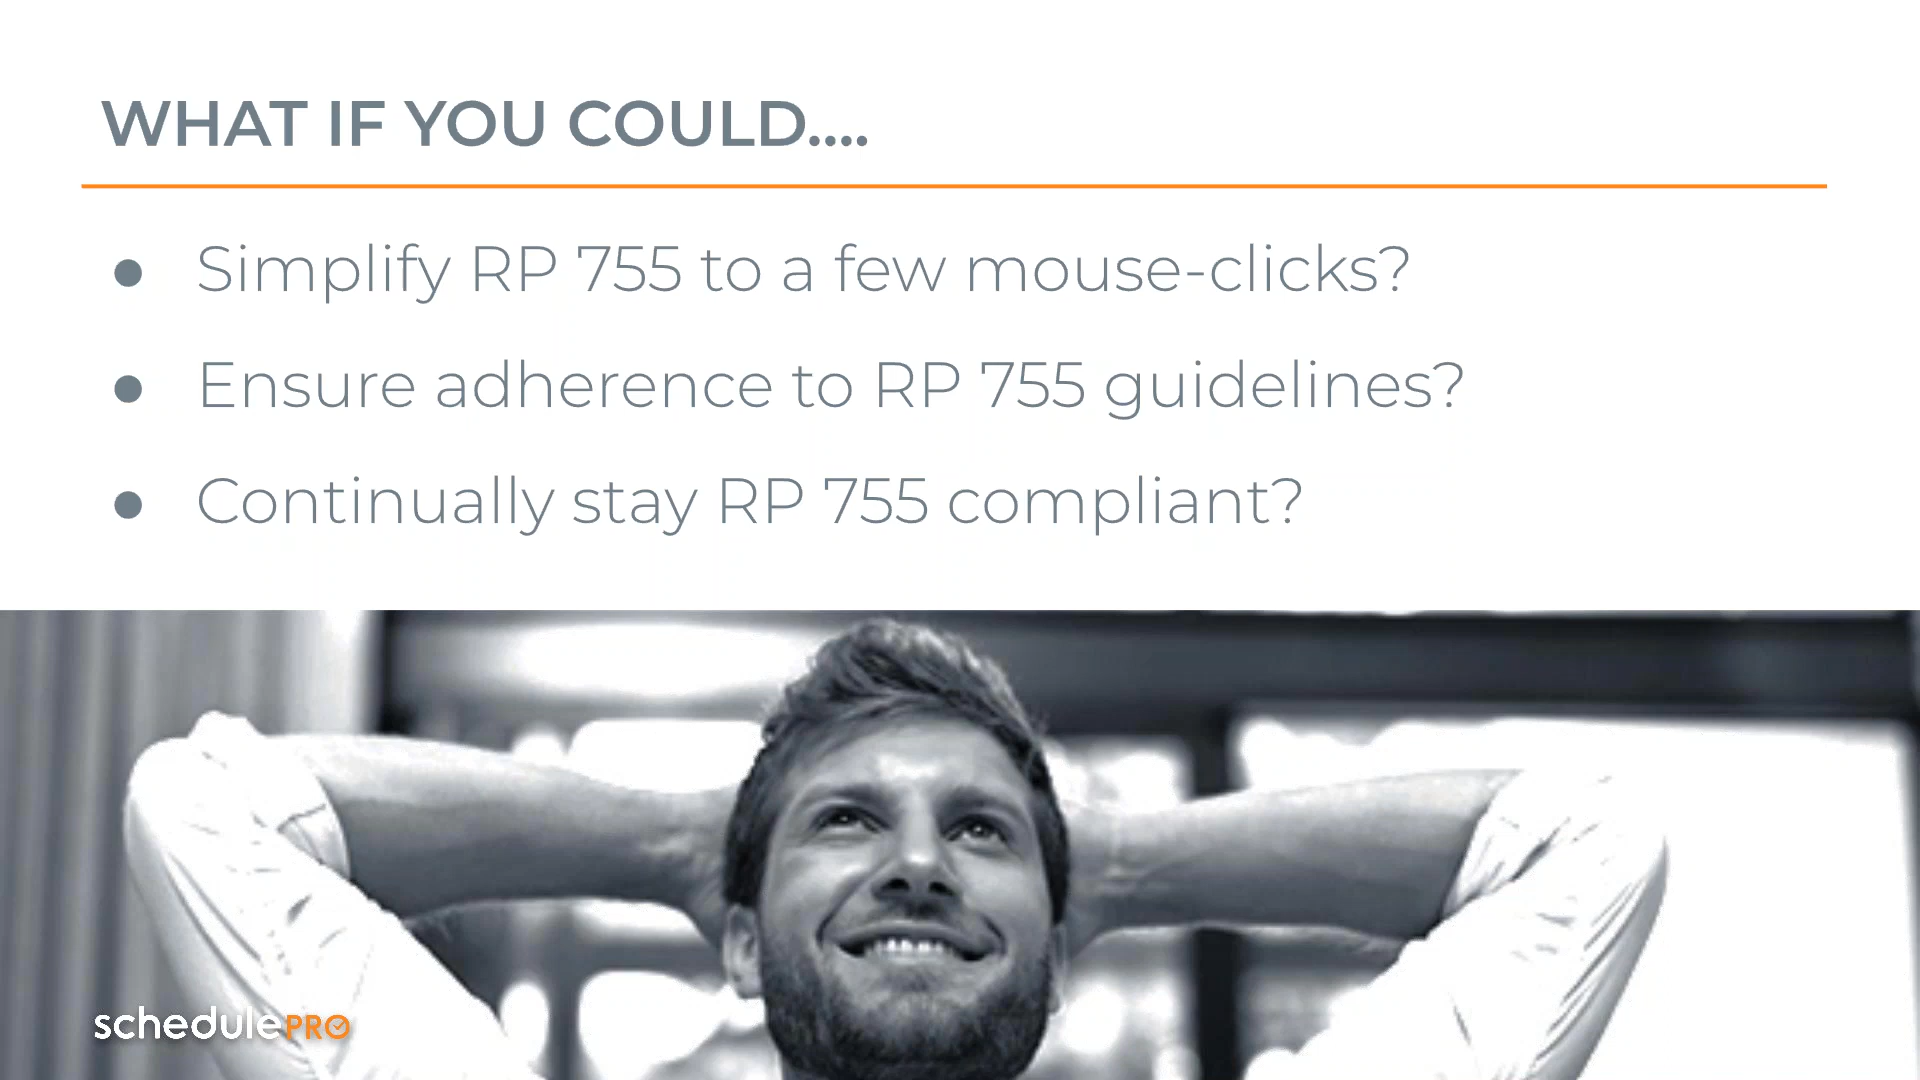 WHAT IF YOU COULD....
● Simplify RP 755 to a few mouse-clicks?
● Ensure adherence to RP 755 guidelines?
● Continually stay RP 755 compliant?
schedulePRO